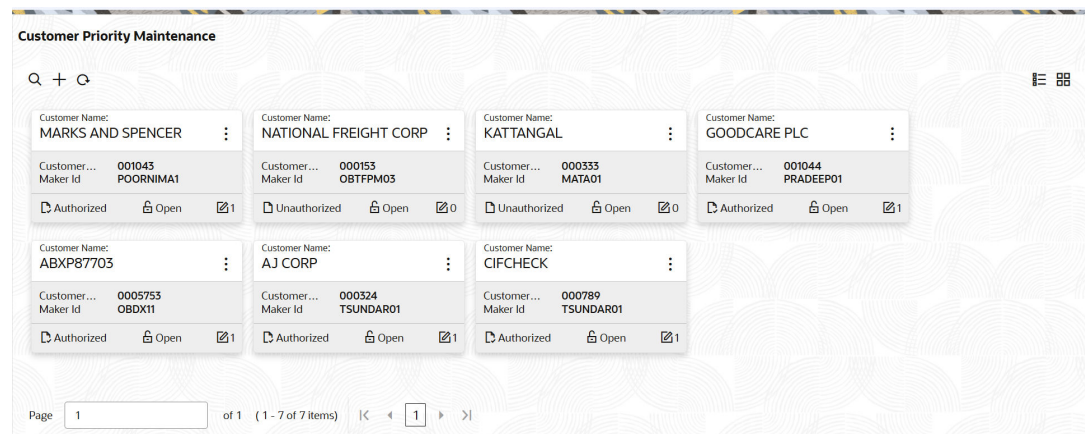 Customer Priority Maintenance
Customer Name:
MARKS AND SPENCER
Customer... 001043
Maker Id POORNIMA1
Authorized Open 1
Customer Name:
NATIONAL FREIGHT CORP
Customer... 000153
Maker Id OBTFPM03
Unauthorized Open 0
Customer Name:
KATTANGAL
Customer... 000333
Maker Id MATA01
Unauthorized Open 0
Customer Name:
GOODCARE PLC
Customer... 001044
Maker Id PRADEEP01
Authorized Open 1
Customer Name:
ABXP87703
Customer... 0005753
Maker Id OBDX11
Authorized Open 1
Customer Name:
AJ CORP
Customer... 000324
Maker Id TSUNDAR01
Authorized Open 1
Customer Name:
CIFCHECK
Customer... 000789
Maker Id TSUNDAR01
Authorized Open 1
Page 1 of 1 ( 1 - 7 of 7 items) 1